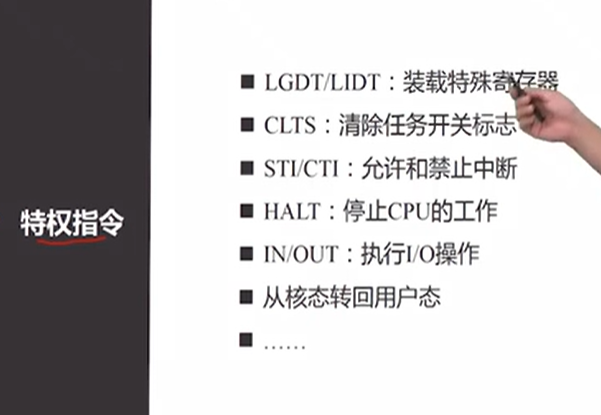 特权指令
■ LGDT/LIDT：装载特殊寄存器
■ CLTS：清除任务开关标志
■ STI/CTI：允许和禁止中断
■ HALT：停止CPU的工作
■ IN/OUT：执行I/O操作
■ 从核态转回用户态
■ ……